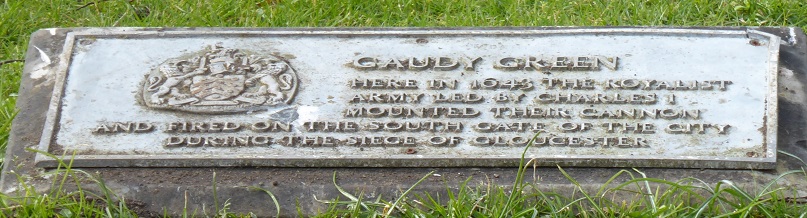 GAUDY GREEN
HERE IN 1643 THE ROYALIST
ARMY LED BY CHARLES I
MOUNTED THEIR CANNON
AND FIRED ON THE SOUTH GATE OF THE CITY
DURING THE SIEGE OF GLOUCESTER